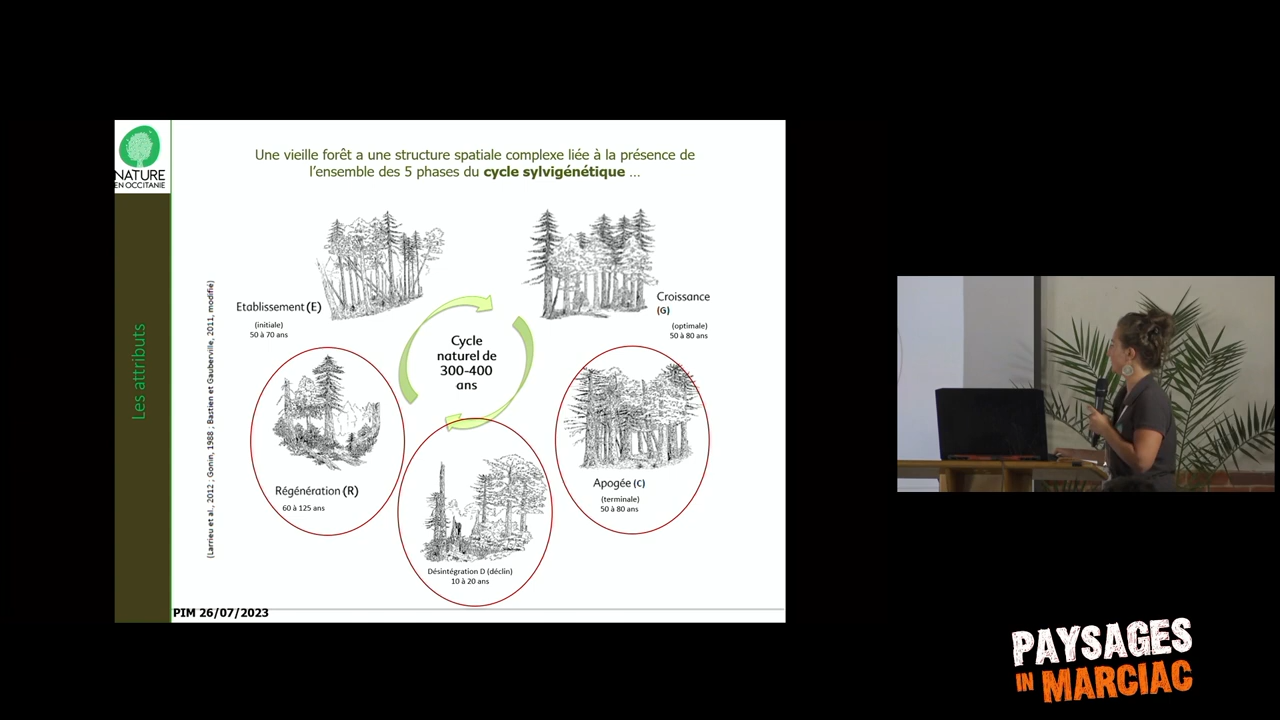 NATURE
EN OCCITANIE
Les attributs
Une vieille forêt a une structure spatiale complexe liée à la présence de
l'ensemble des 5 phases du cycle sylvigénétique ...
(Larrieu et al., 2012 ; Gonin, 1988 ; Bastien et Gauberville, 2011, modifié)
Etablissement (E)
(initiale)
50 à 70 ans
Croissance
(G)
(optimale)
50 à 80 ans
Cycle
naturel de
300-400
ans
Régénération (R)
60 à 125 ans
Apogée (C)
(terminale)
50 à 80 ans
Désintégration D (déclin)
10 à 20 ans
PIM 26/07/2023
PAYSAGES
IN MARCIAC